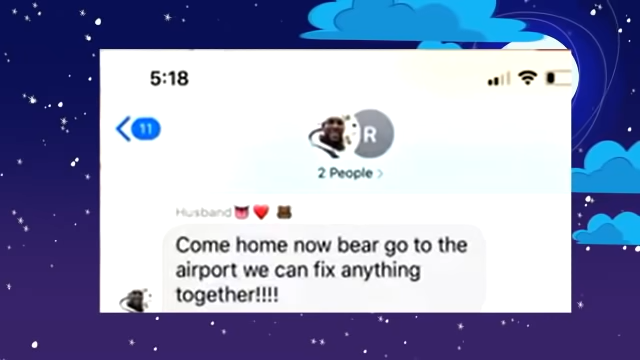 5:18
11
R
2 People >
Husband👅❤️🐻
Come home now bear go to the
airport we can fix anything
together!!!!